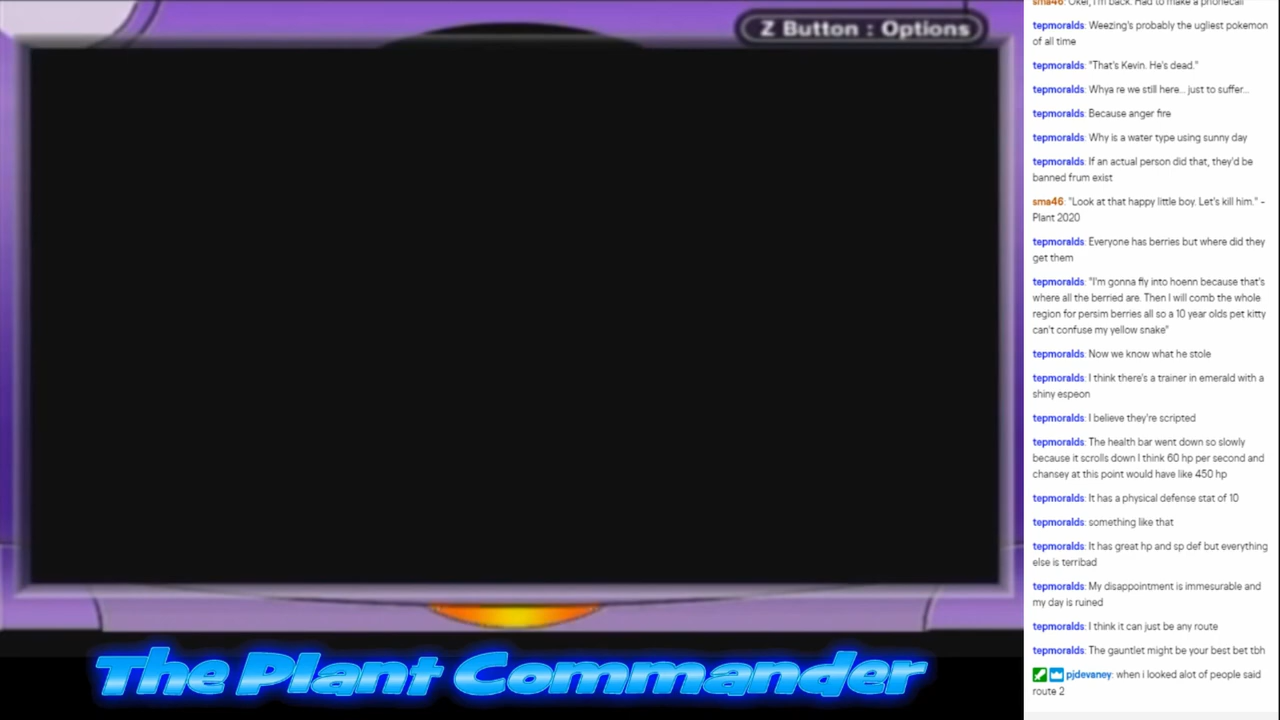 Z Button : Options
sma46: Okei, I'm back. Had to make a phonecall
tepmoralds: Weezing's probably the ugliest pokemon
of all time
tepmoralds: "That's Kevin. He's dead."
tepmoralds: Whya re we still here... just to suffer...
tepmoralds: Because anger fire
tepmoralds: Why is a water type using sunny day
tepmoralds: If an actual person did that, they'd be
banned frum exist
sma46: "Look at that happy little boy. Let's kill him." -
Plant 2020
tepmoralds: Everyone has berries but where did they
get them
tepmoralds: "I'm gonna fly into hoenn because that's
where all the berried are. Then I will comb the whole
region for persim berries all so a 10 year olds pet kitty
can't confuse my yellow snake"
tepmoralds: Now we know what he stole
tepmoralds: I think there's a trainer in emerald with a
shiny espeon
tepmoralds: I believe they're scripted
tepmoralds: The health bar went down so slowly
because it scrolls down I think 60 hp per second and
chansey at this point would have like 450 hp
tepmoralds: It has a physical defense stat of 10
tepmoralds: something like that
tepmoralds: It has great hp and sp def but everything
else is terribad
tepmoralds: My disappointment is immesurable and
my day is ruined
tepmoralds: I think it can just be any route
tepmoralds: The gauntlet might be your best bet tbh
pjdevaney: when i looked alot of people said
route 2
The Plant Commander